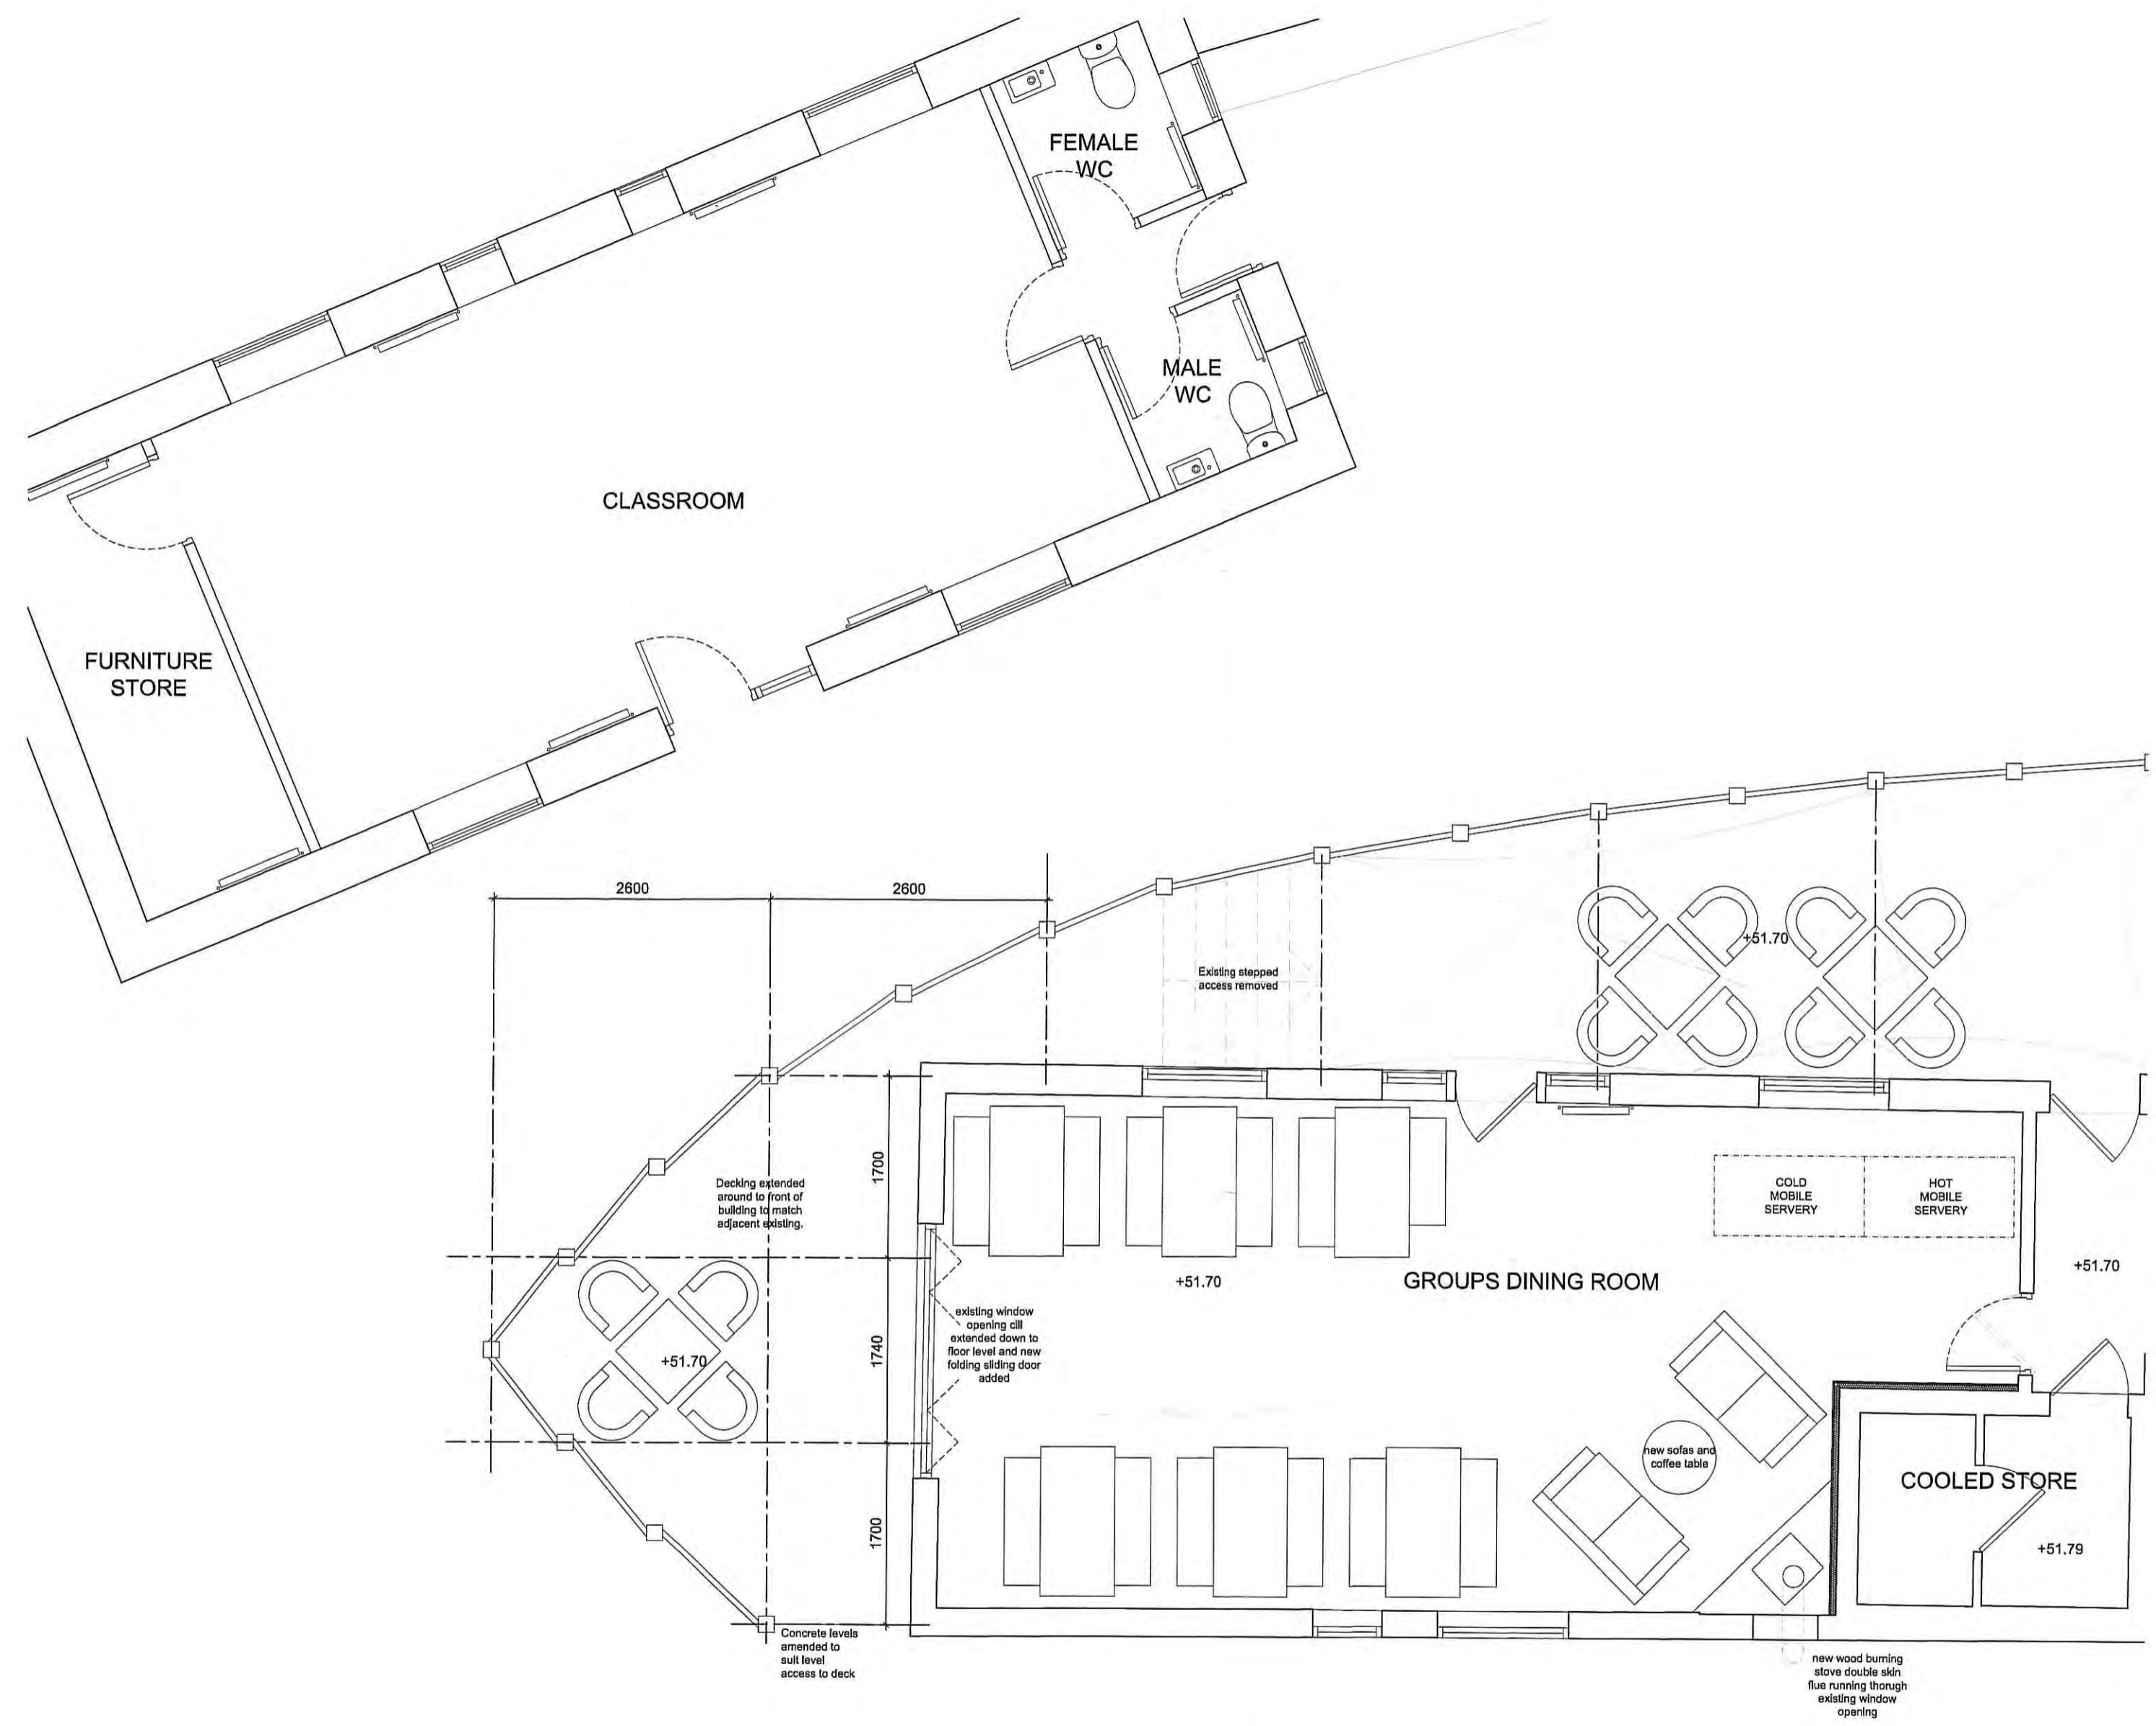 FEMALE
WC
MALE
WC
CLASSROOM
FURNITURE
STORE
2600
2600
+51.70
Existing stepped
access removed
1700
Decking extended
around to front of
building to match
adjacent existing.
COLD
MOBILE
SERVERY
HOT
MOBILE
SERVERY
+51.70
+51.70
GROUPS DINING ROOM
existing window
opening cill
extended down to
floor level and new
folding sliding door
added
1740
+51.70
new sofas and
coffee table
COOLED STORE
1700
+51.79
Concrete levels
amended to
suit level
access to deck
new wood burning
stove double skin
flue running thorugh
existing window
opening